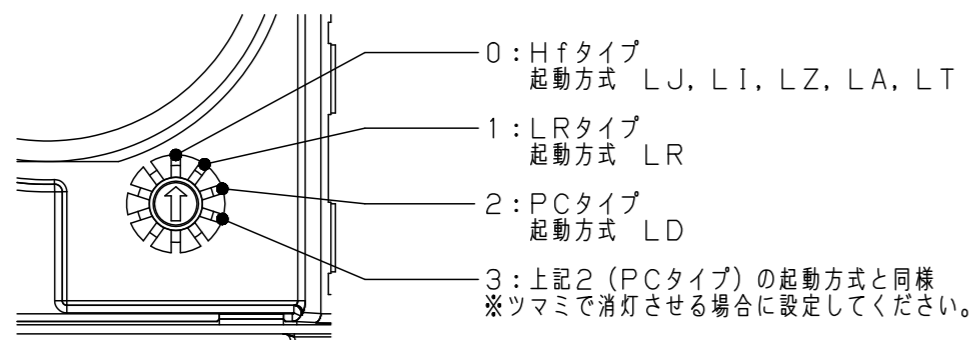 0：Hfタイプ
起動方式　LJ，LI，LZ，LA，LT
1：LRタイプ
起動方式　LR
2：PCタイプ
起動方式　LD
3：上記2（PCタイプ）の起動方式と同様
※ツマミで消灯させる場合に設定してください。